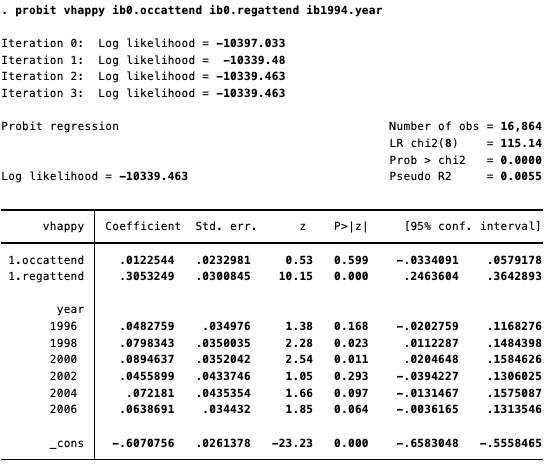 . probit vhappy ib0.occattend ib0.regattend ib1994.year
Iteration 0: Log likelihood = -10397.033
Iteration 1: Log likelihood = -10339.48
Iteration 2: Log likelihood = -10339.463
Iteration 3: Log likelihood = -10339.463
Probit regression Number of obs = 16,864
LR chi2(8) = 115.14
Prob > chi2 = 0.0000
Log likelihood = -10339.463 Pseudo R2 = 0.0055
vhappy Coefficient Std. err. z P>|z| [95% conf. interval]
1.occattend .0122544 .0232981 0.53 0.599 -.0334091 .0579178
1.regattend .3053249 .0300845 10.15 0.000 .2463604 .3642893
year
1996 .0482759 .034976 1.38 0.168 -.0202759 .1168276
1998 .0798343 .0350035 2.28 0.023 .0112287 .1484398
2000 .0894637 .0352042 2.54 0.011 .0204648 .1584626
2002 .0455899 .0433746 1.05 0.293 -.0394227 .1306025
2004 .072181 .0435354 1.66 0.097 -.0131467 .1575087
2006 .0638691 .034432 1.85 0.064 -.0036165 .1313546
_cons -.6070756 .0261378 -23.23 0.000 -.6583048 -.5558465